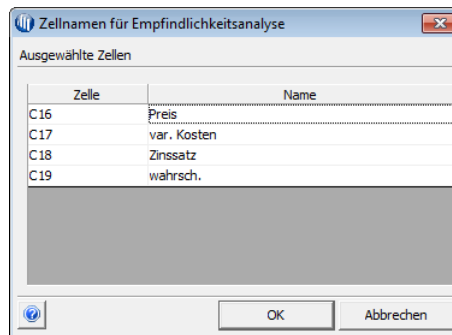 Zellnamen für Empfindlichkeitsanalyse
Ausgewählte Zellen
Zelle Name
C16 Preis
C17 var. Kosten
C18 Zinssatz
C19 wahrsch.
OK Abbrechen